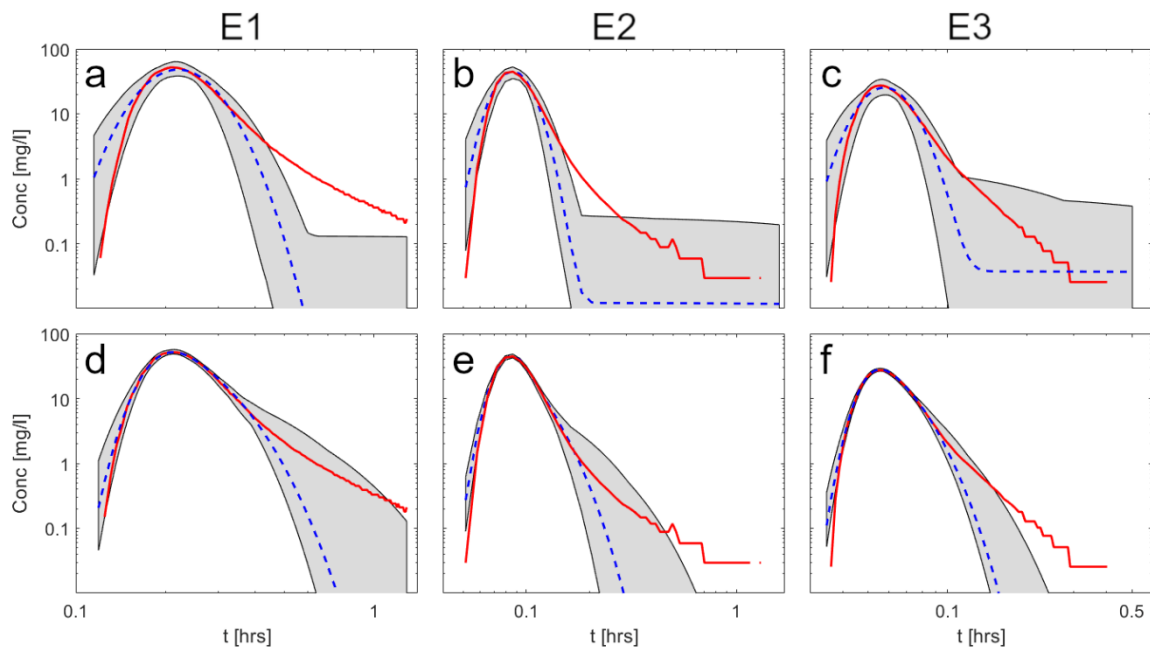 E1 E2 E3
a b c
100
10
1
0.1
Conc [mg/l]
d e f
100
10
1
0.1
Conc [mg/l]
0.1 1 0.1 1 0.1 0.5
t [hrs] t [hrs] t [hrs]